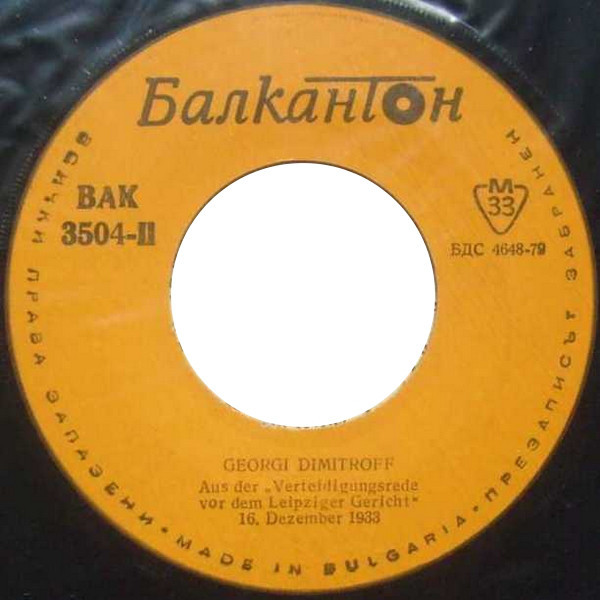 Балкантон
ВАК
3504-II
М
33
БДС 4648-79
GEORGI DIMITROFF
Aus der „Verteidigungsrede
vor dem Leipziger Gericht“
16. Dezember 1933
ВСИЧКИ ПРАВА ЗАПАЗЕНИ • MADE IN BULGARIA • ПРЕЗАПИСЪТ ЗАБРАНЕН